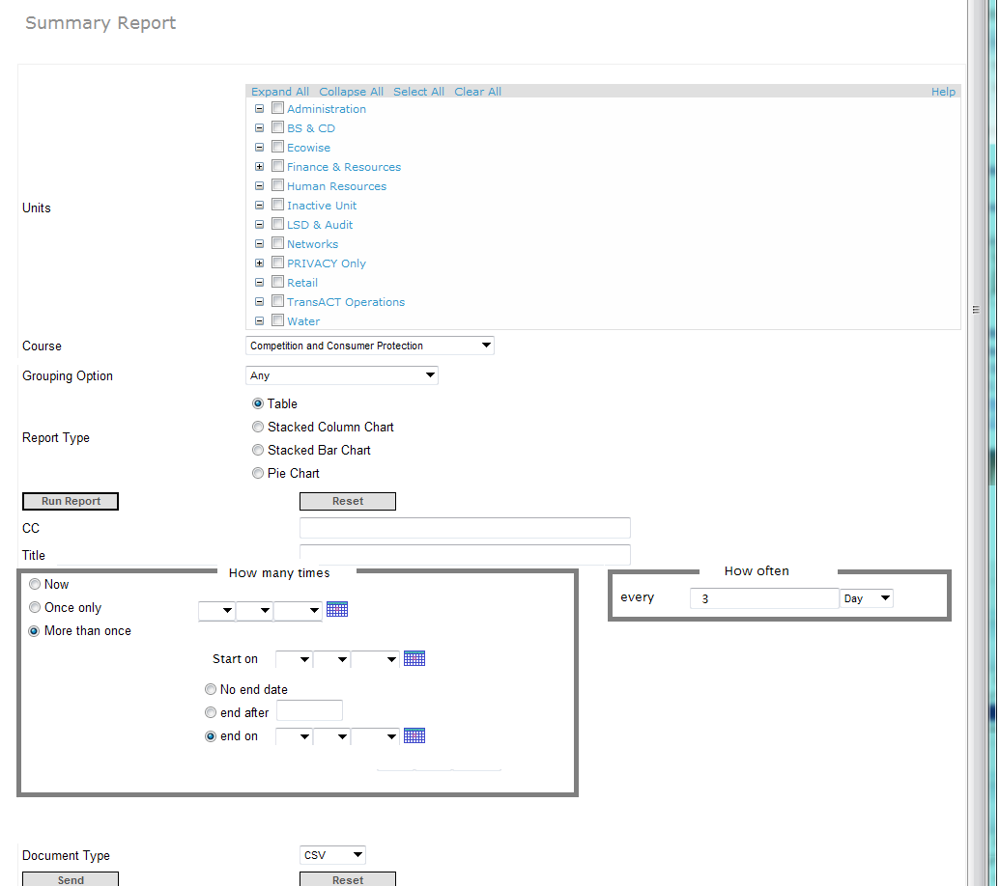 Summary Report
Expand All Collapse All Select All Clear All Help
Administration
BS & CD
Ecowise
Finance & Resources
Human Resources
Units
Inactive Unit
LSD & Audit
Networks
PRIVACY Only
Retail
TransACT Operations
Water
Course Competition and Consumer Protection
Grouping Option Any
Report Type
Table
Stacked Column Chart
Stacked Bar Chart
Pie Chart
Run Report Reset
CC
Title
How many times
Now
Once only
More than once
Start on
No end date
end after
end on
How often
every 3 Day
Document Type CSV
Send Reset